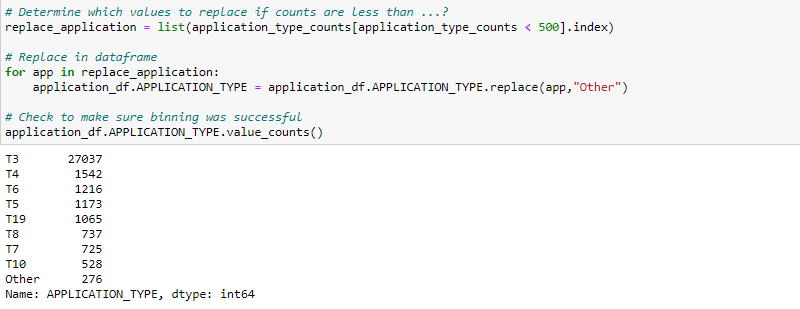 # Determine which values to replace if counts are less than ...?
replace_application = list(application_type_counts[application_type_counts < 500].index)
# Replace in dataframe
for app in replace_application:
    application_df.APPLICATION_TYPE = application_df.APPLICATION_TYPE.replace(app,"Other")
# Check to make sure binning was successful
application_df.APPLICATION_TYPE.value_counts()
T3       27037
T4        1542
T6        1216
T5        1173
T19       1065
T8         737
T7         725
T10        528
Other      276
Name: APPLICATION_TYPE, dtype: int64